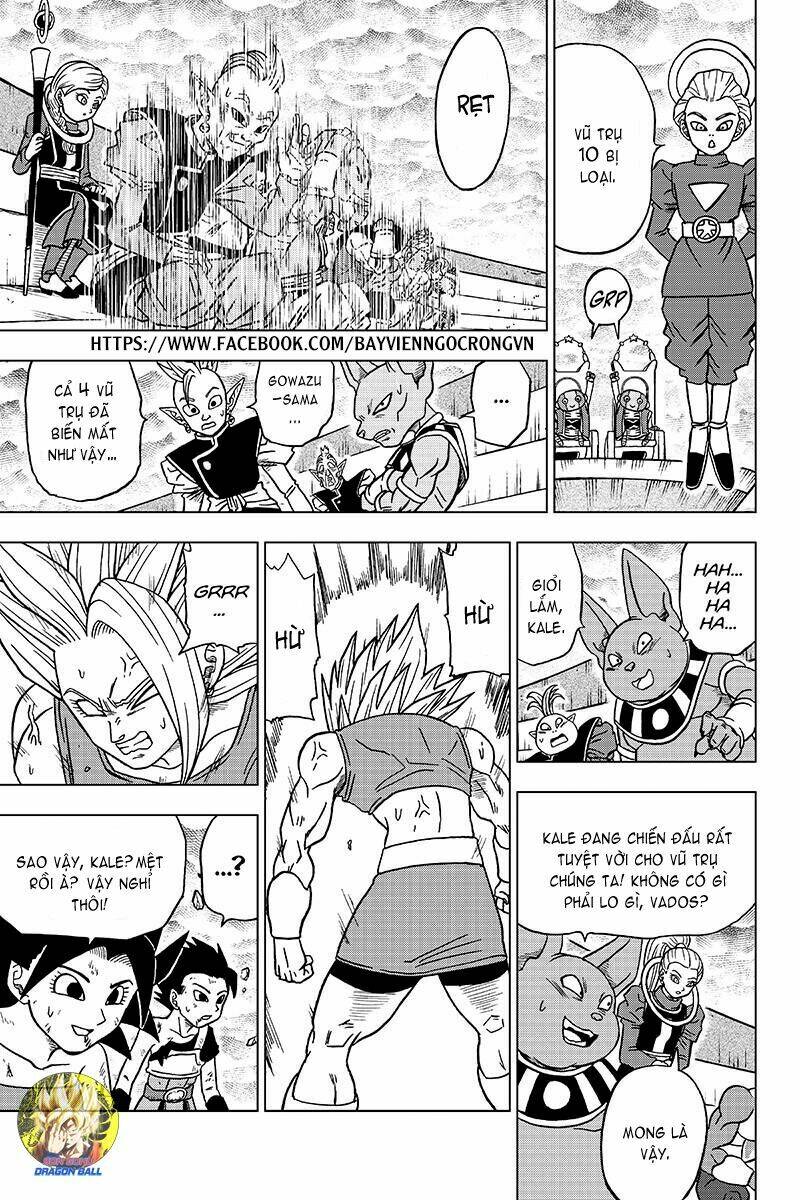 VŨ TRỤ
10 BỊ
LOẠI.
GRP
RẸT
HTTPS://WWW.FACEBOOK.COM/BAYVIENNGOCRONGVN
GOWAZU
-SAMA
...
CẢ 4 VŨ
TRỤ ĐÃ
BIẾN MẤT
NHƯ VẬY...
HAH...
HA
HA
HA...
GIỎI
LẮM,
KALE.
HỪ
HỪ
GRRR
...
KALE ĐANG CHIẾN ĐẤU RẤT
TUYỆT VỜI CHO VŨ TRỤ
CHÚNG TA! KHÔNG CÓ GÌ
PHẢI LO GÌ, VADOS?
MONG LÀ
VẬY.
...?
SAO VẬY, KALE? MỆT
RỒI À? VẬY NGHỈ
THÔI!
DRAGON BALL